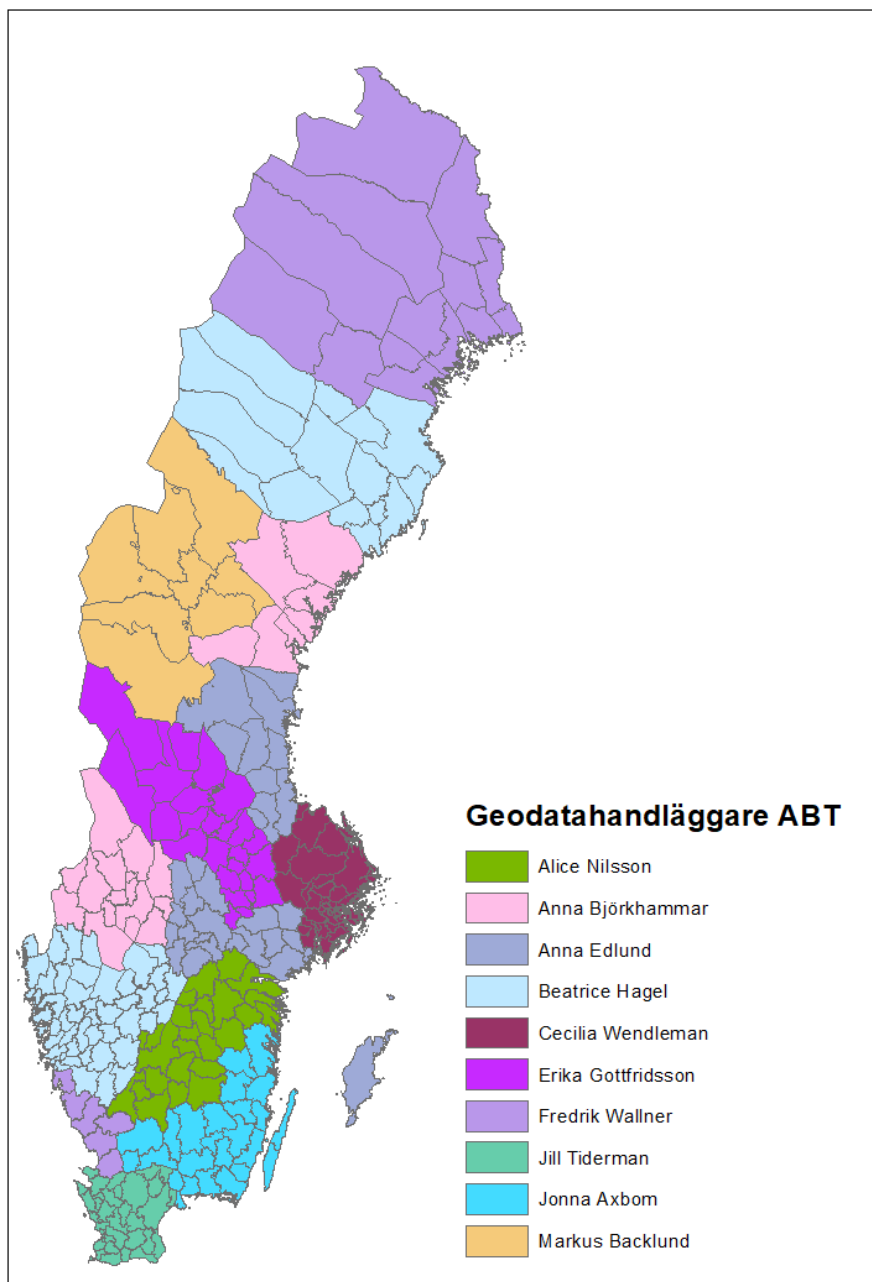 Geodatahandläggare ABT
Alice Nilsson
Anna Björkhammar
Anna Edlund
Beatrice Hagel
Cecilia Wendleman
Erika Gottfridsson
Fredrik Wallner
Jill Tiderman
Jonna Axbom
Markus Backlund